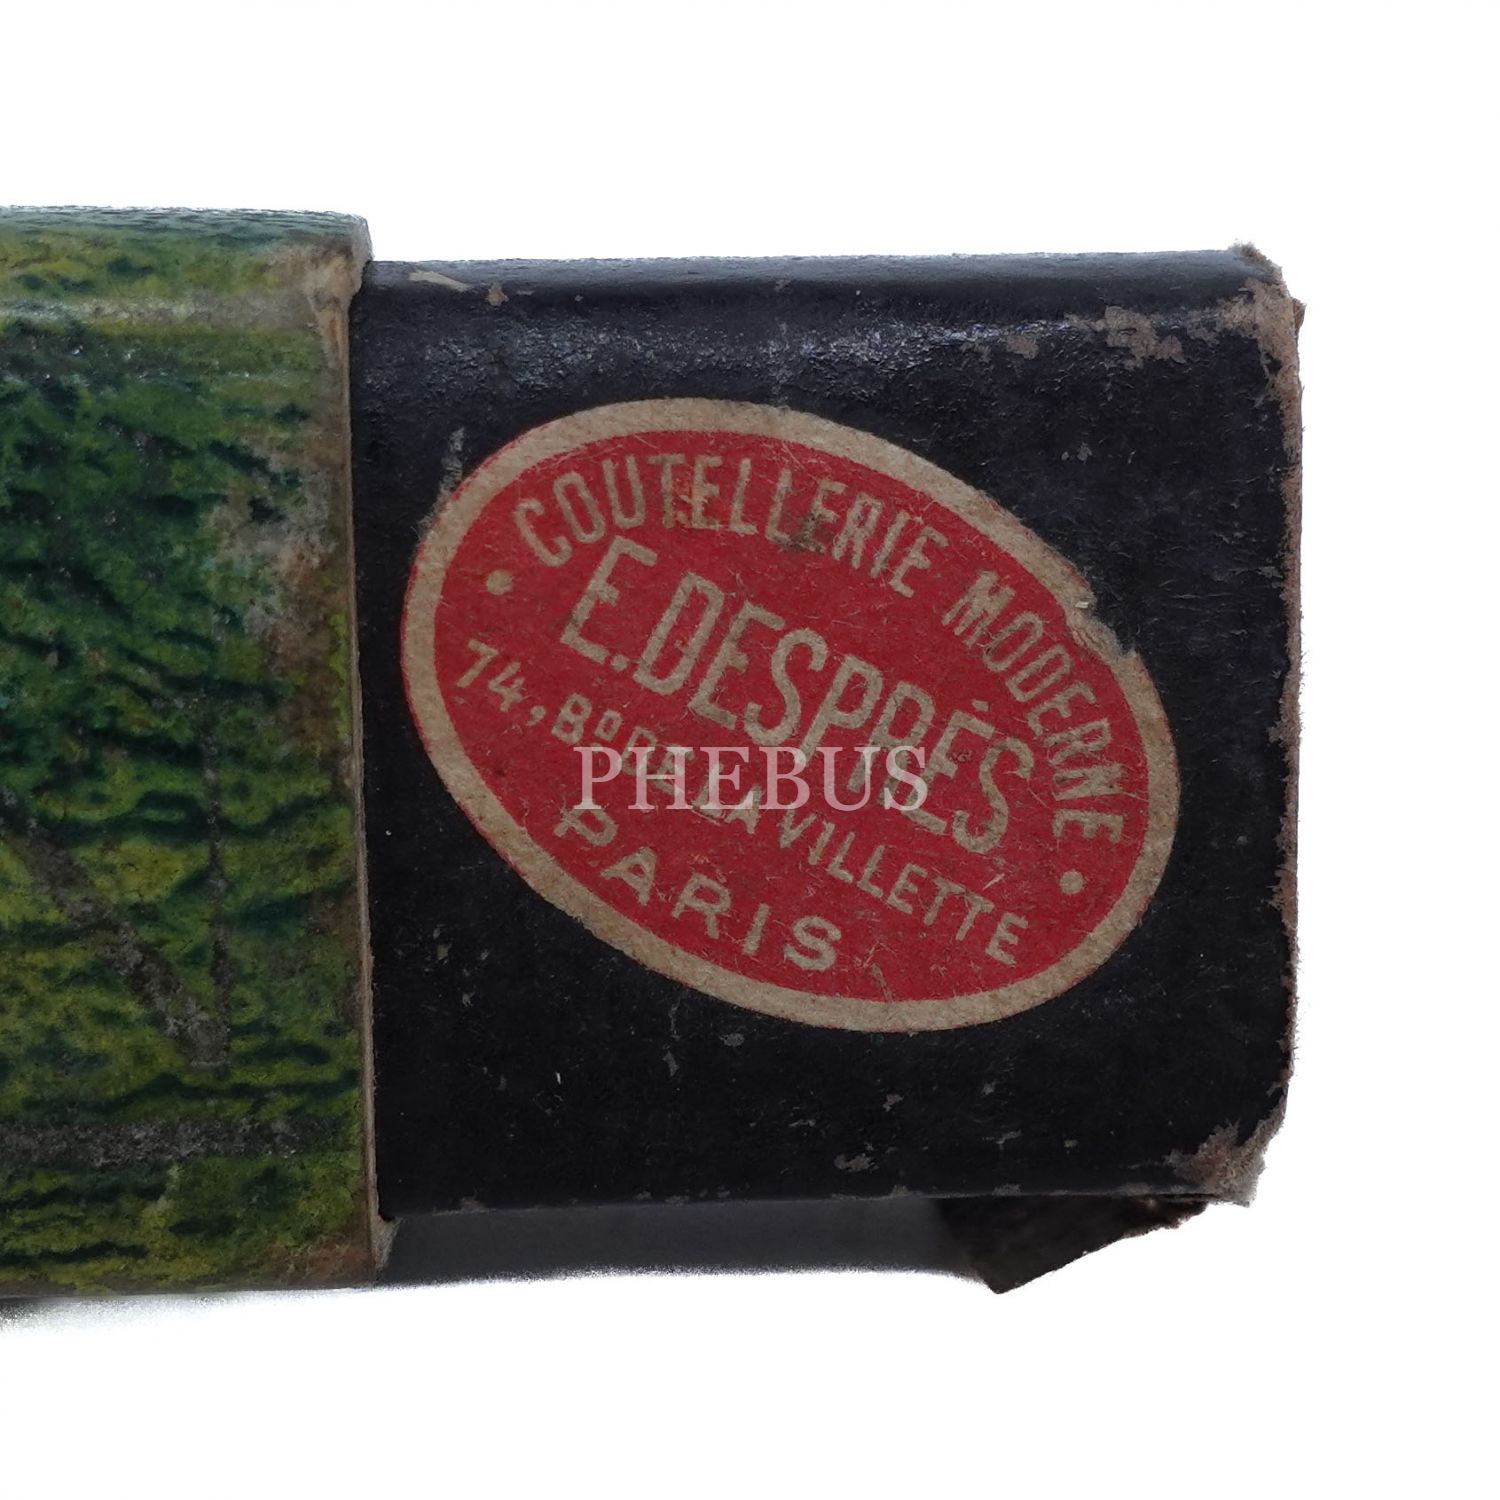 COUTELLERIE MODERNE
E. DESPRÉS
74, BD DE LA VILLETTE
PARIS
PHEBUS